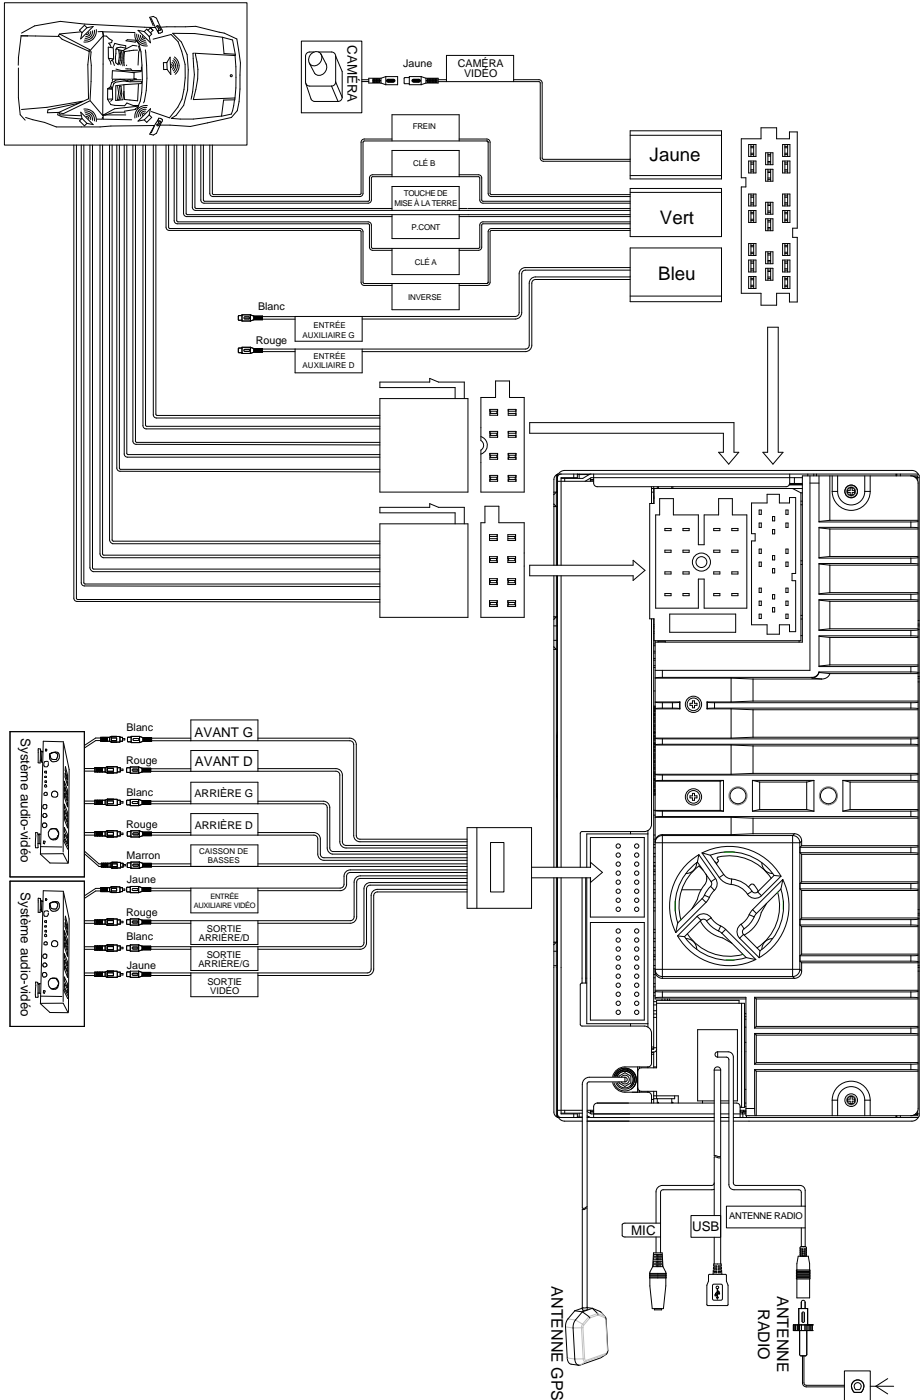 CAMÉRA
Jaune
CAMÉRA
VIDÉO
FREIN
CLÉ B
TOUCHE DE
MISE À LA TERRE
P.CONT
CLÉ A
INVERSE
Jaune
Vert
Bleu
Blanc
ENTRÉE
AUXILIAIRE G
Rouge
ENTRÉE
AUXILIAIRE D
Système audio-vidéo
Blanc
AVANT G
Rouge
AVANT D
Blanc
ARRIÈRE G
Rouge
ARRIÈRE D
Marron
CAISSON DE
BASSES
Système audio-vidéo
Jaune
ENTRÉE
AUXILIAIRE VIDÉO
Rouge
SORTIE
ARRIÈRE/D
Blanc
SORTIE
ARRIÈRE/G
Jaune
SORTIE
VIDÉO
MIC
USB
ANTENNE RADIO
ANTENNE GPS
ANTENNE
RADIO